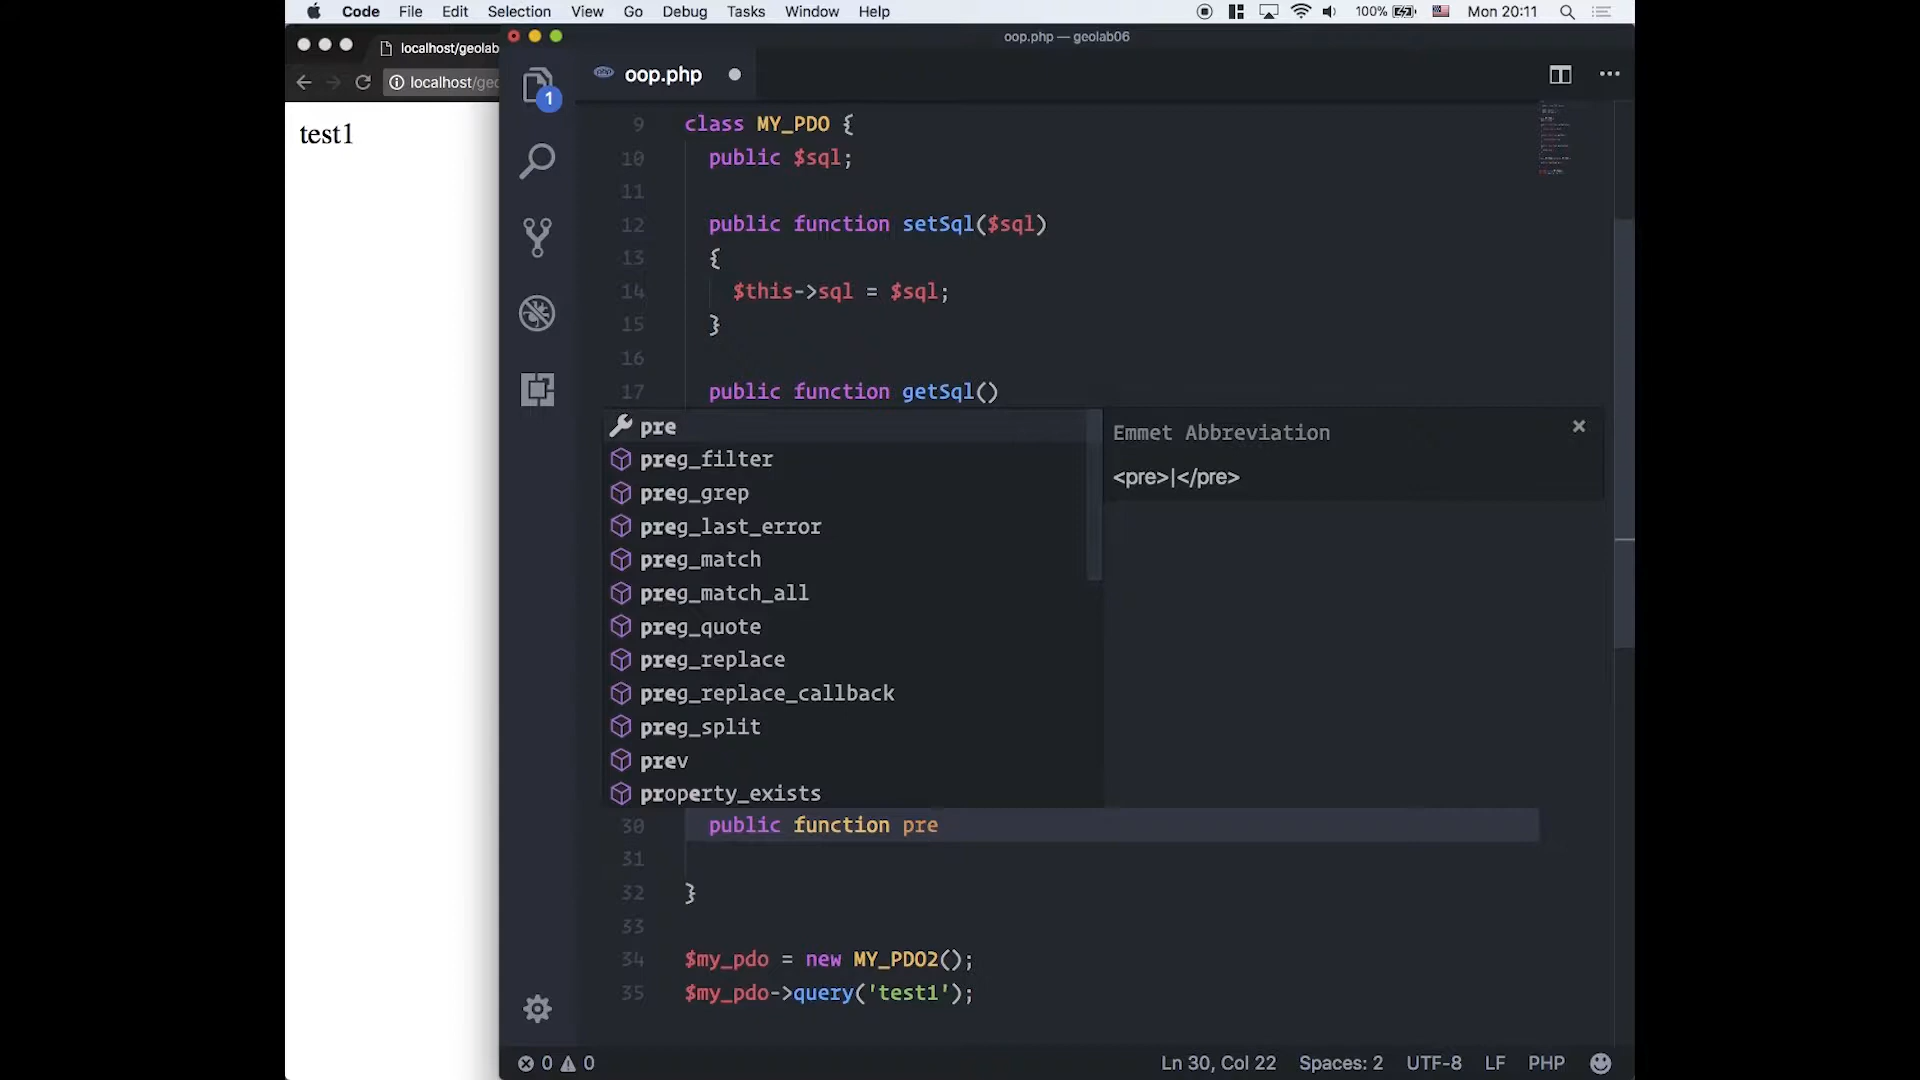 Code File Edit Selection View Go Debug Tasks Window Help 100% Mon 20:11
oop.php — geolab06
localhost/geolab
localhost/geo
oop.php
1
test1
9 class MY_PDO {
10 public $sql;
11
12 public function setSql($sql)
13 {
14 $this->sql = $sql;
15 }
16
17 public function getSql()
pre
preg_filter
preg_grep
preg_last_error
preg_match
preg_match_all
preg_quote
preg_replace
preg_replace_callback
preg_split
prev
property_exists
Emmet Abbreviation
<pre>|</pre>
30 public function pre
31
32 }
33
34 $my_pdo = new MY_PDO2();
35 $my_pdo->query('test1');
0 0 Ln 30, Col 22 Spaces: 2 UTF-8 LF PHP